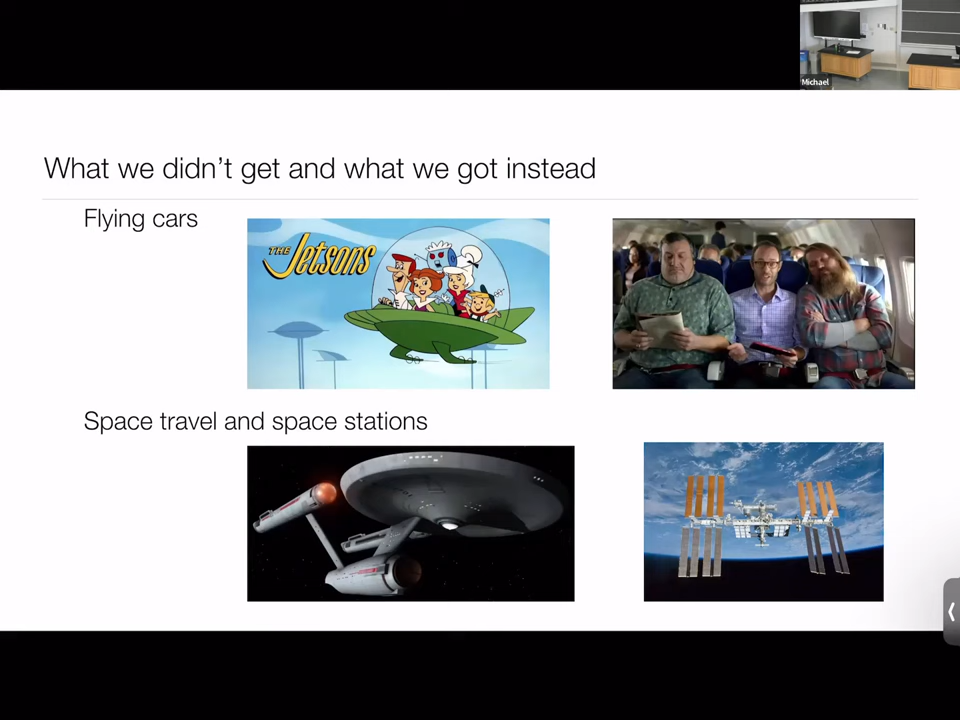 Michael
What we didn’t get and what we got instead
Flying cars
THE Jetsons
Space travel and space stations